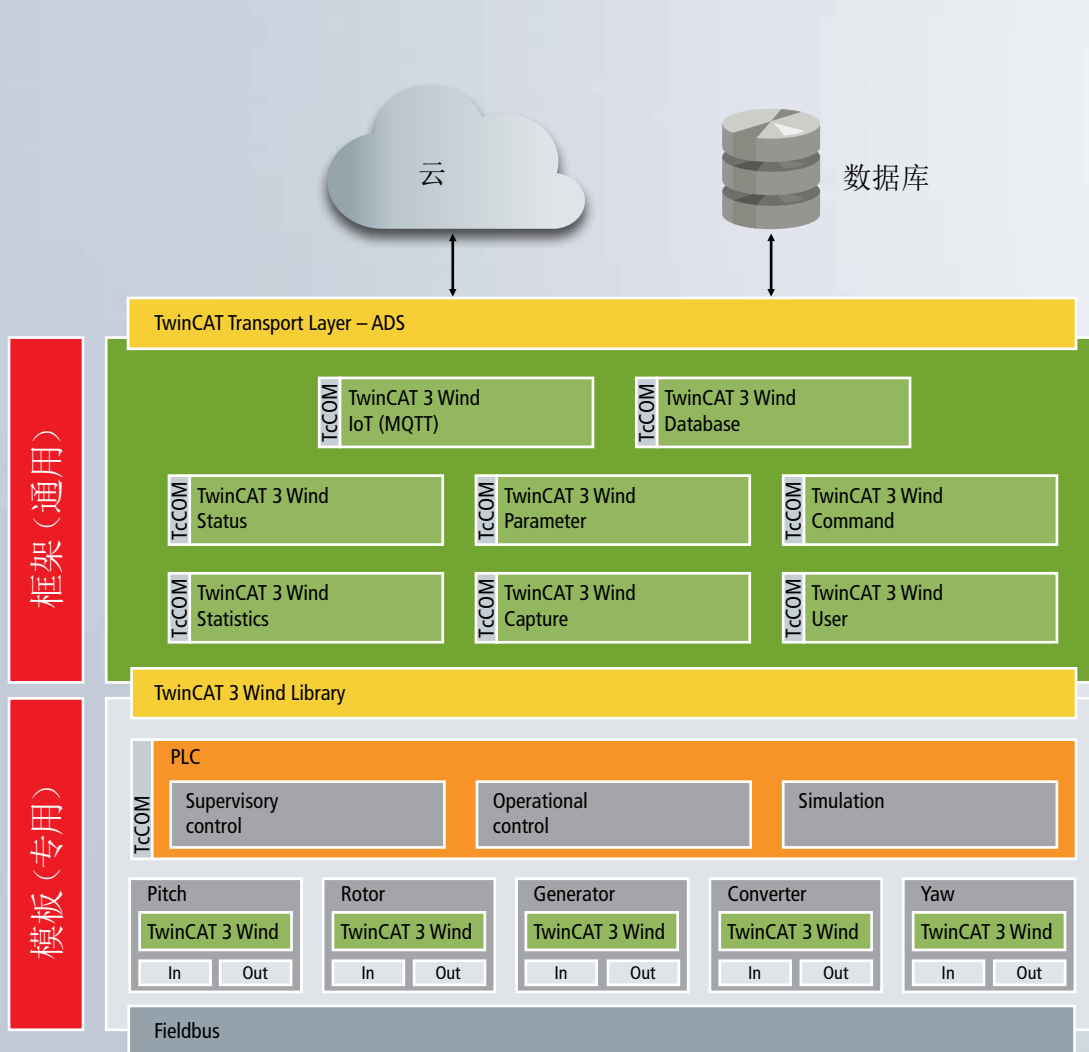 云
数据库
TwinCAT Transport Layer – ADS
框架（通用）
TcCOM
TwinCAT 3 Wind
IoT (MQTT)
TcCOM
TwinCAT 3 Wind
Database
TcCOM
TwinCAT 3 Wind
Status
TcCOM
TwinCAT 3 Wind
Parameter
TcCOM
TwinCAT 3 Wind
Command
TcCOM
TwinCAT 3 Wind
Statistics
TcCOM
TwinCAT 3 Wind
Capture
TcCOM
TwinCAT 3 Wind
User
TwinCAT 3 Wind Library
模板（专用）
TcCOM
PLC
Supervisory
control
Operational
control
Simulation
Pitch
TwinCAT 3 Wind
In
Out
Rotor
TwinCAT 3 Wind
In
Out
Generator
TwinCAT 3 Wind
In
Out
Converter
TwinCAT 3 Wind
In
Out
Yaw
TwinCAT 3 Wind
In
Out
Fieldbus